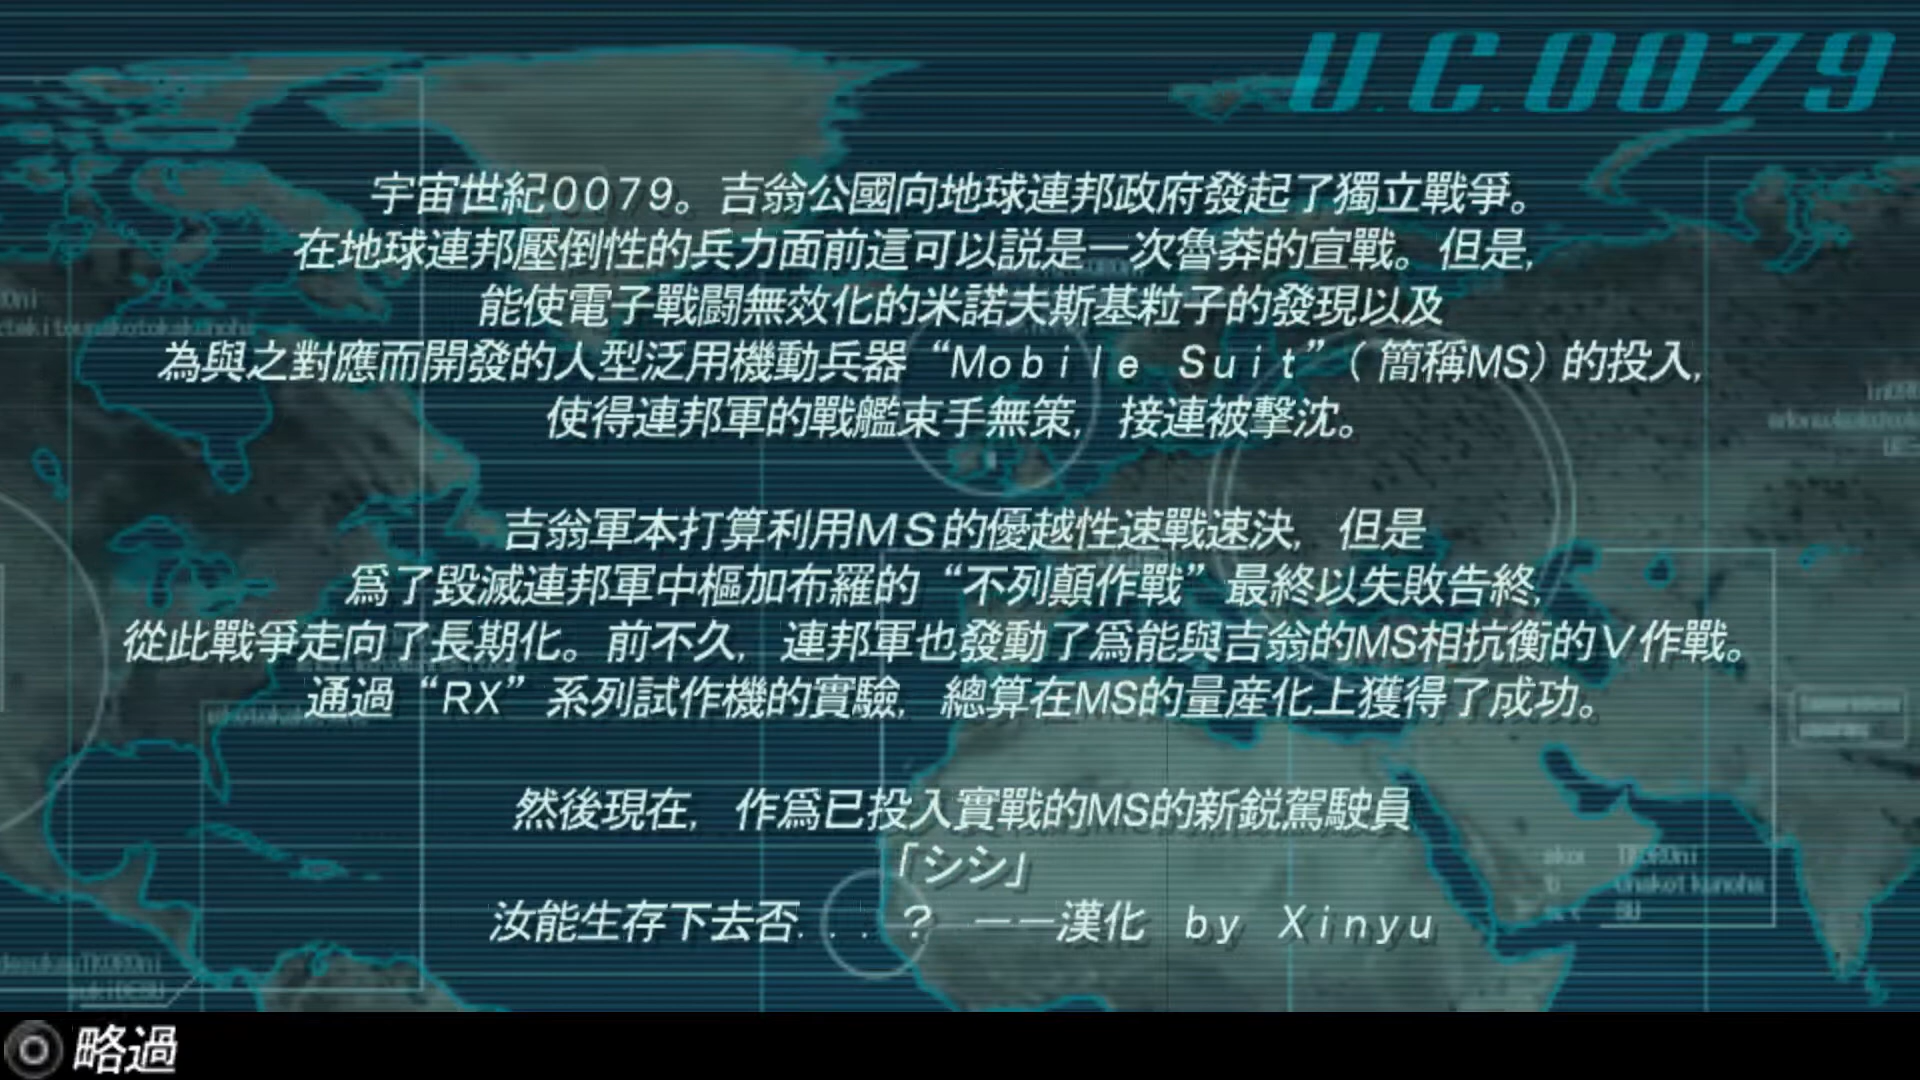 U.C.0079
宇宙世紀0079。吉翁公國向地球連邦政府發起了獨立戰爭。
在地球連邦壓倒性的兵力面前這可以説是一次魯莽的宣戰。但是,
能使電子戰鬪無效化的米諾夫斯基粒子的發現以及
為與之對應而開發的人型泛用機動兵器“Mobile Suit”(簡稱MS)的投入,
使得連邦軍的戰艦束手無策, 接連被擊沈。
吉翁軍本打算利用MS的優越性速戰速決, 但是
爲了毀滅連邦軍中樞加布羅的“不列顛作戰”最終以失敗告終,
從此戰爭走向了長期化。前不久, 連邦軍也發動了爲能與吉翁的MS相抗衡的V作戰。
通過“RX”系列試作機的實驗, 總算在MS的量産化上獲得了成功。
然後現在, 作爲已投入實戰的MS的新鋭駕駛員
「シシ」
汝能生存下去否...? ——漢化 by Xinyu
略過